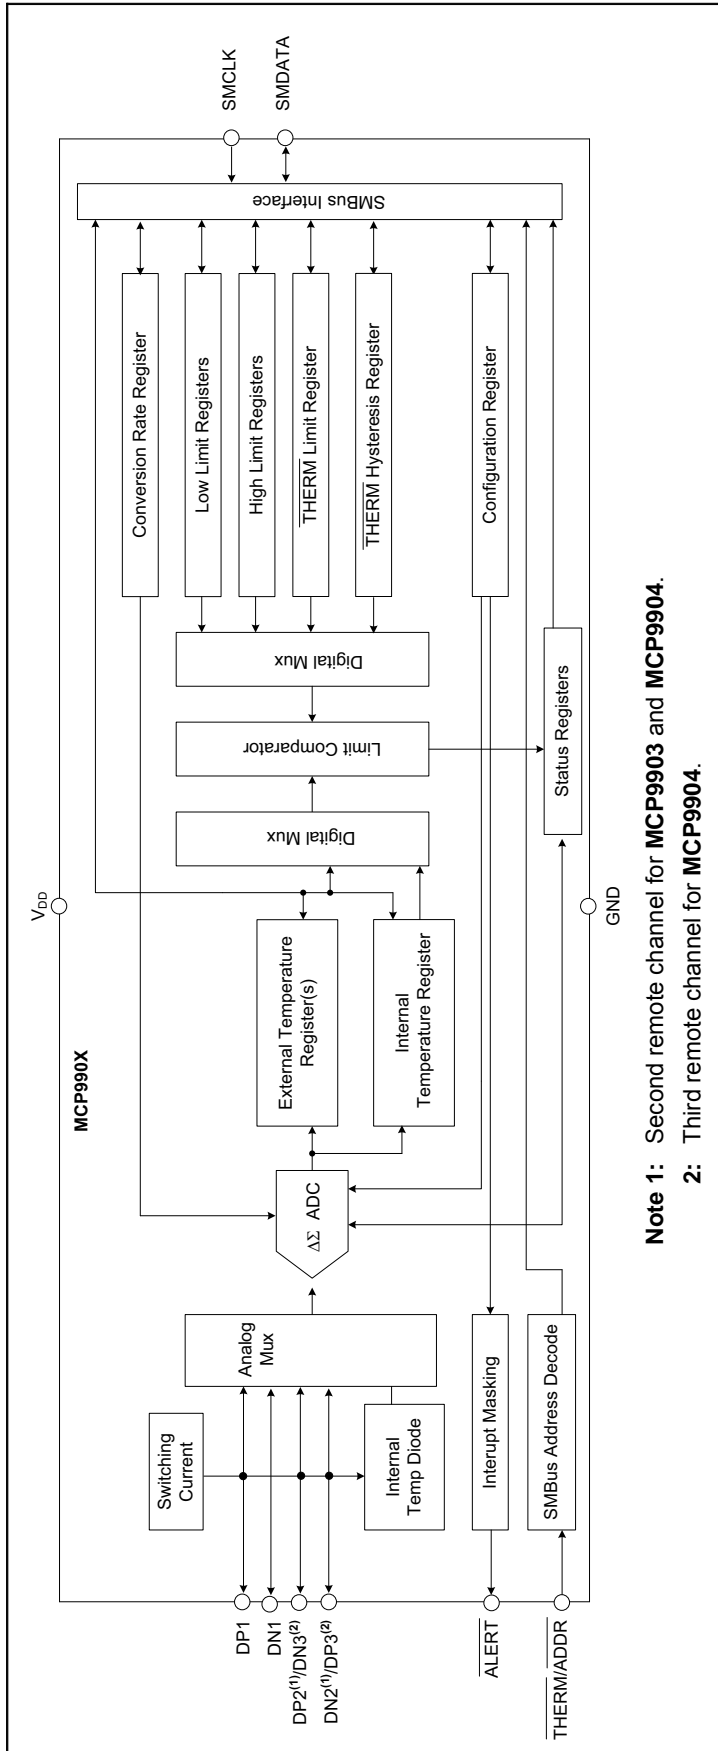 MCP990X
VDD
Switching
Current
DP1
DN1
DP2(1)/DN3(2)
DN2(1)/DP3(2)
Analog
Mux
Internal
Temp Diode
ALERT
Interupt Masking
THERM/ADDR
SMBus Address Decode
ΔΣ ADC
External Temperature
Register(s)
Internal
Temperature Register
Digital Mux
Limit Comparator
Digital Mux
Status Registers
Conversion Rate Register
Low Limit Registers
High Limit Registers
THERM Limit Register
THERM Hysteresis Register
Configuration Register
SMBus Interface
SMCLK
SMDATA
GND
Note 1: Second remote channel for MCP9903 and MCP9904.
2: Third remote channel for MCP9904.